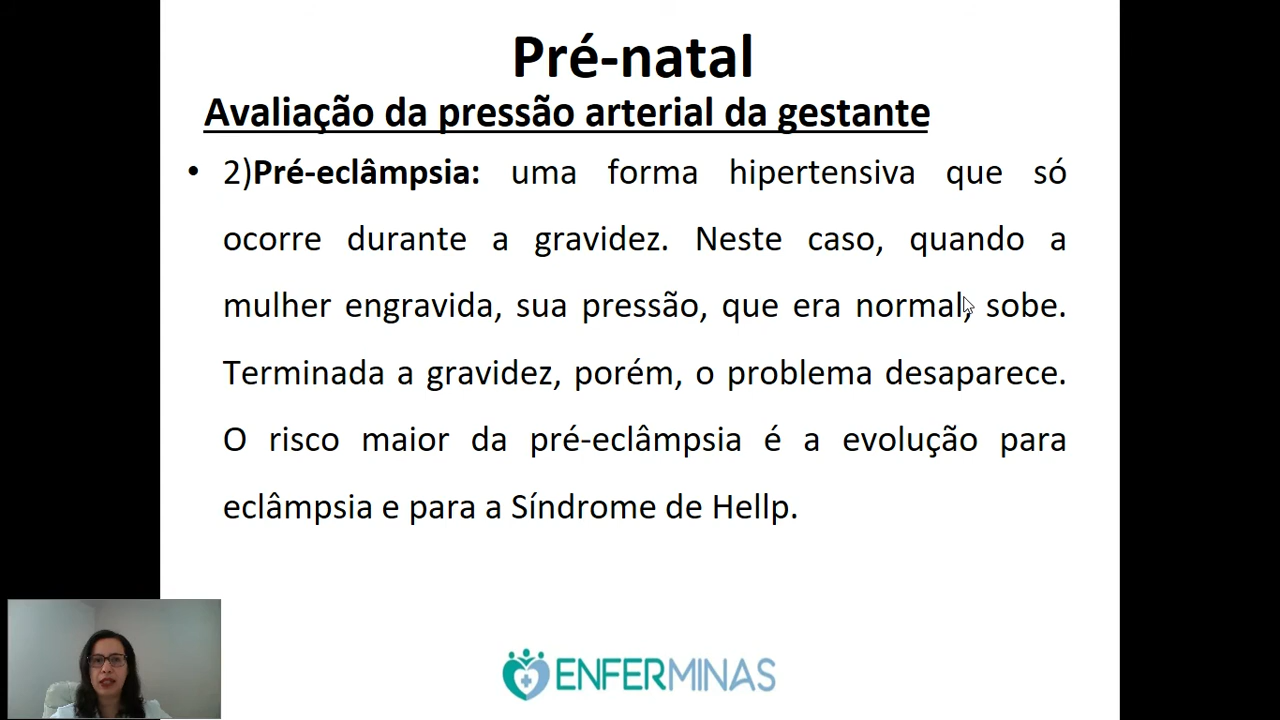 Pré-natal
Avaliação da pressão arterial da gestante
• 2)Pré-eclâmpsia: uma forma hipertensiva que só
ocorre durante a gravidez. Neste caso, quando a
mulher engravida, sua pressão, que era normal, sobe.
Terminada a gravidez, porém, o problema desaparece.
O risco maior da pré-eclâmpsia é a evolução para
eclâmpsia e para a Síndrome de Hellp.
ENFERMINAS